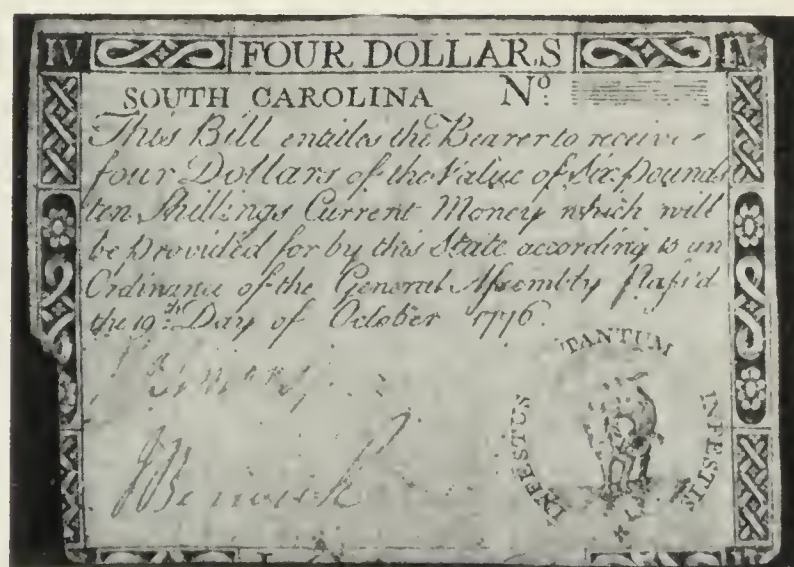 IV FOUR DOLLARS IV
SOUTH CAROLINA Nº
This Bill entitles the Bearer to receive
four Dollars of the Value of Six pounds
ten Shillings Current Money which will
be provided for by this State according to an
Ordinance of the General Aſsembly Paſs'd
the 19th Day of October 1776.
TANTUM
INFESTUS INFESTIS